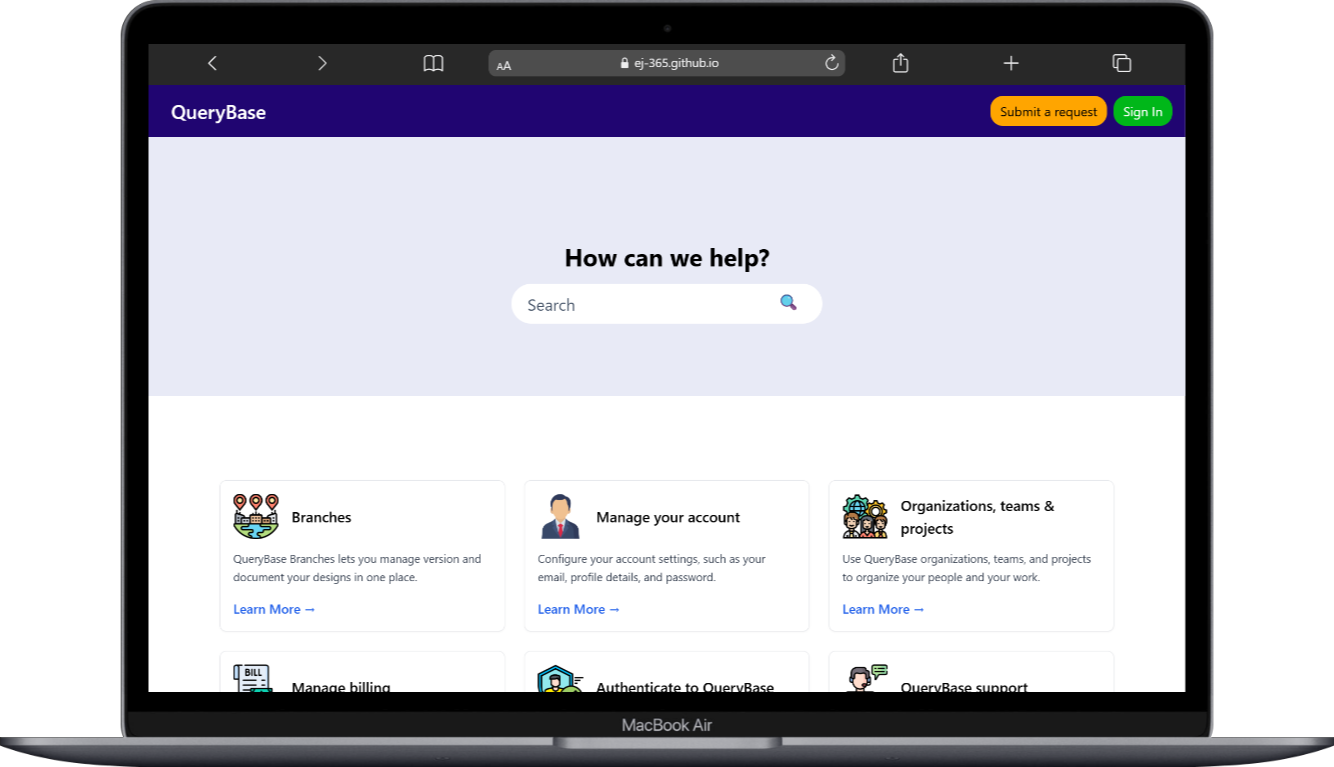 AA
ej-365.github.io
QueryBase
Submit a request
Sign In
How can we help?
Search
Branches
QueryBase Branches lets you manage version and
document your designs in one place.
Learn More →
Manage your account
Configure your account settings, such as your
email, profile details, and password.
Learn More →
Organizations, teams &
projects
Use QueryBase organizations, teams, and projects
to organize your people and your work.
Learn More →
BILL
Manage billing
Authenticate to QueryBase
QueryBase support
MacBook Air